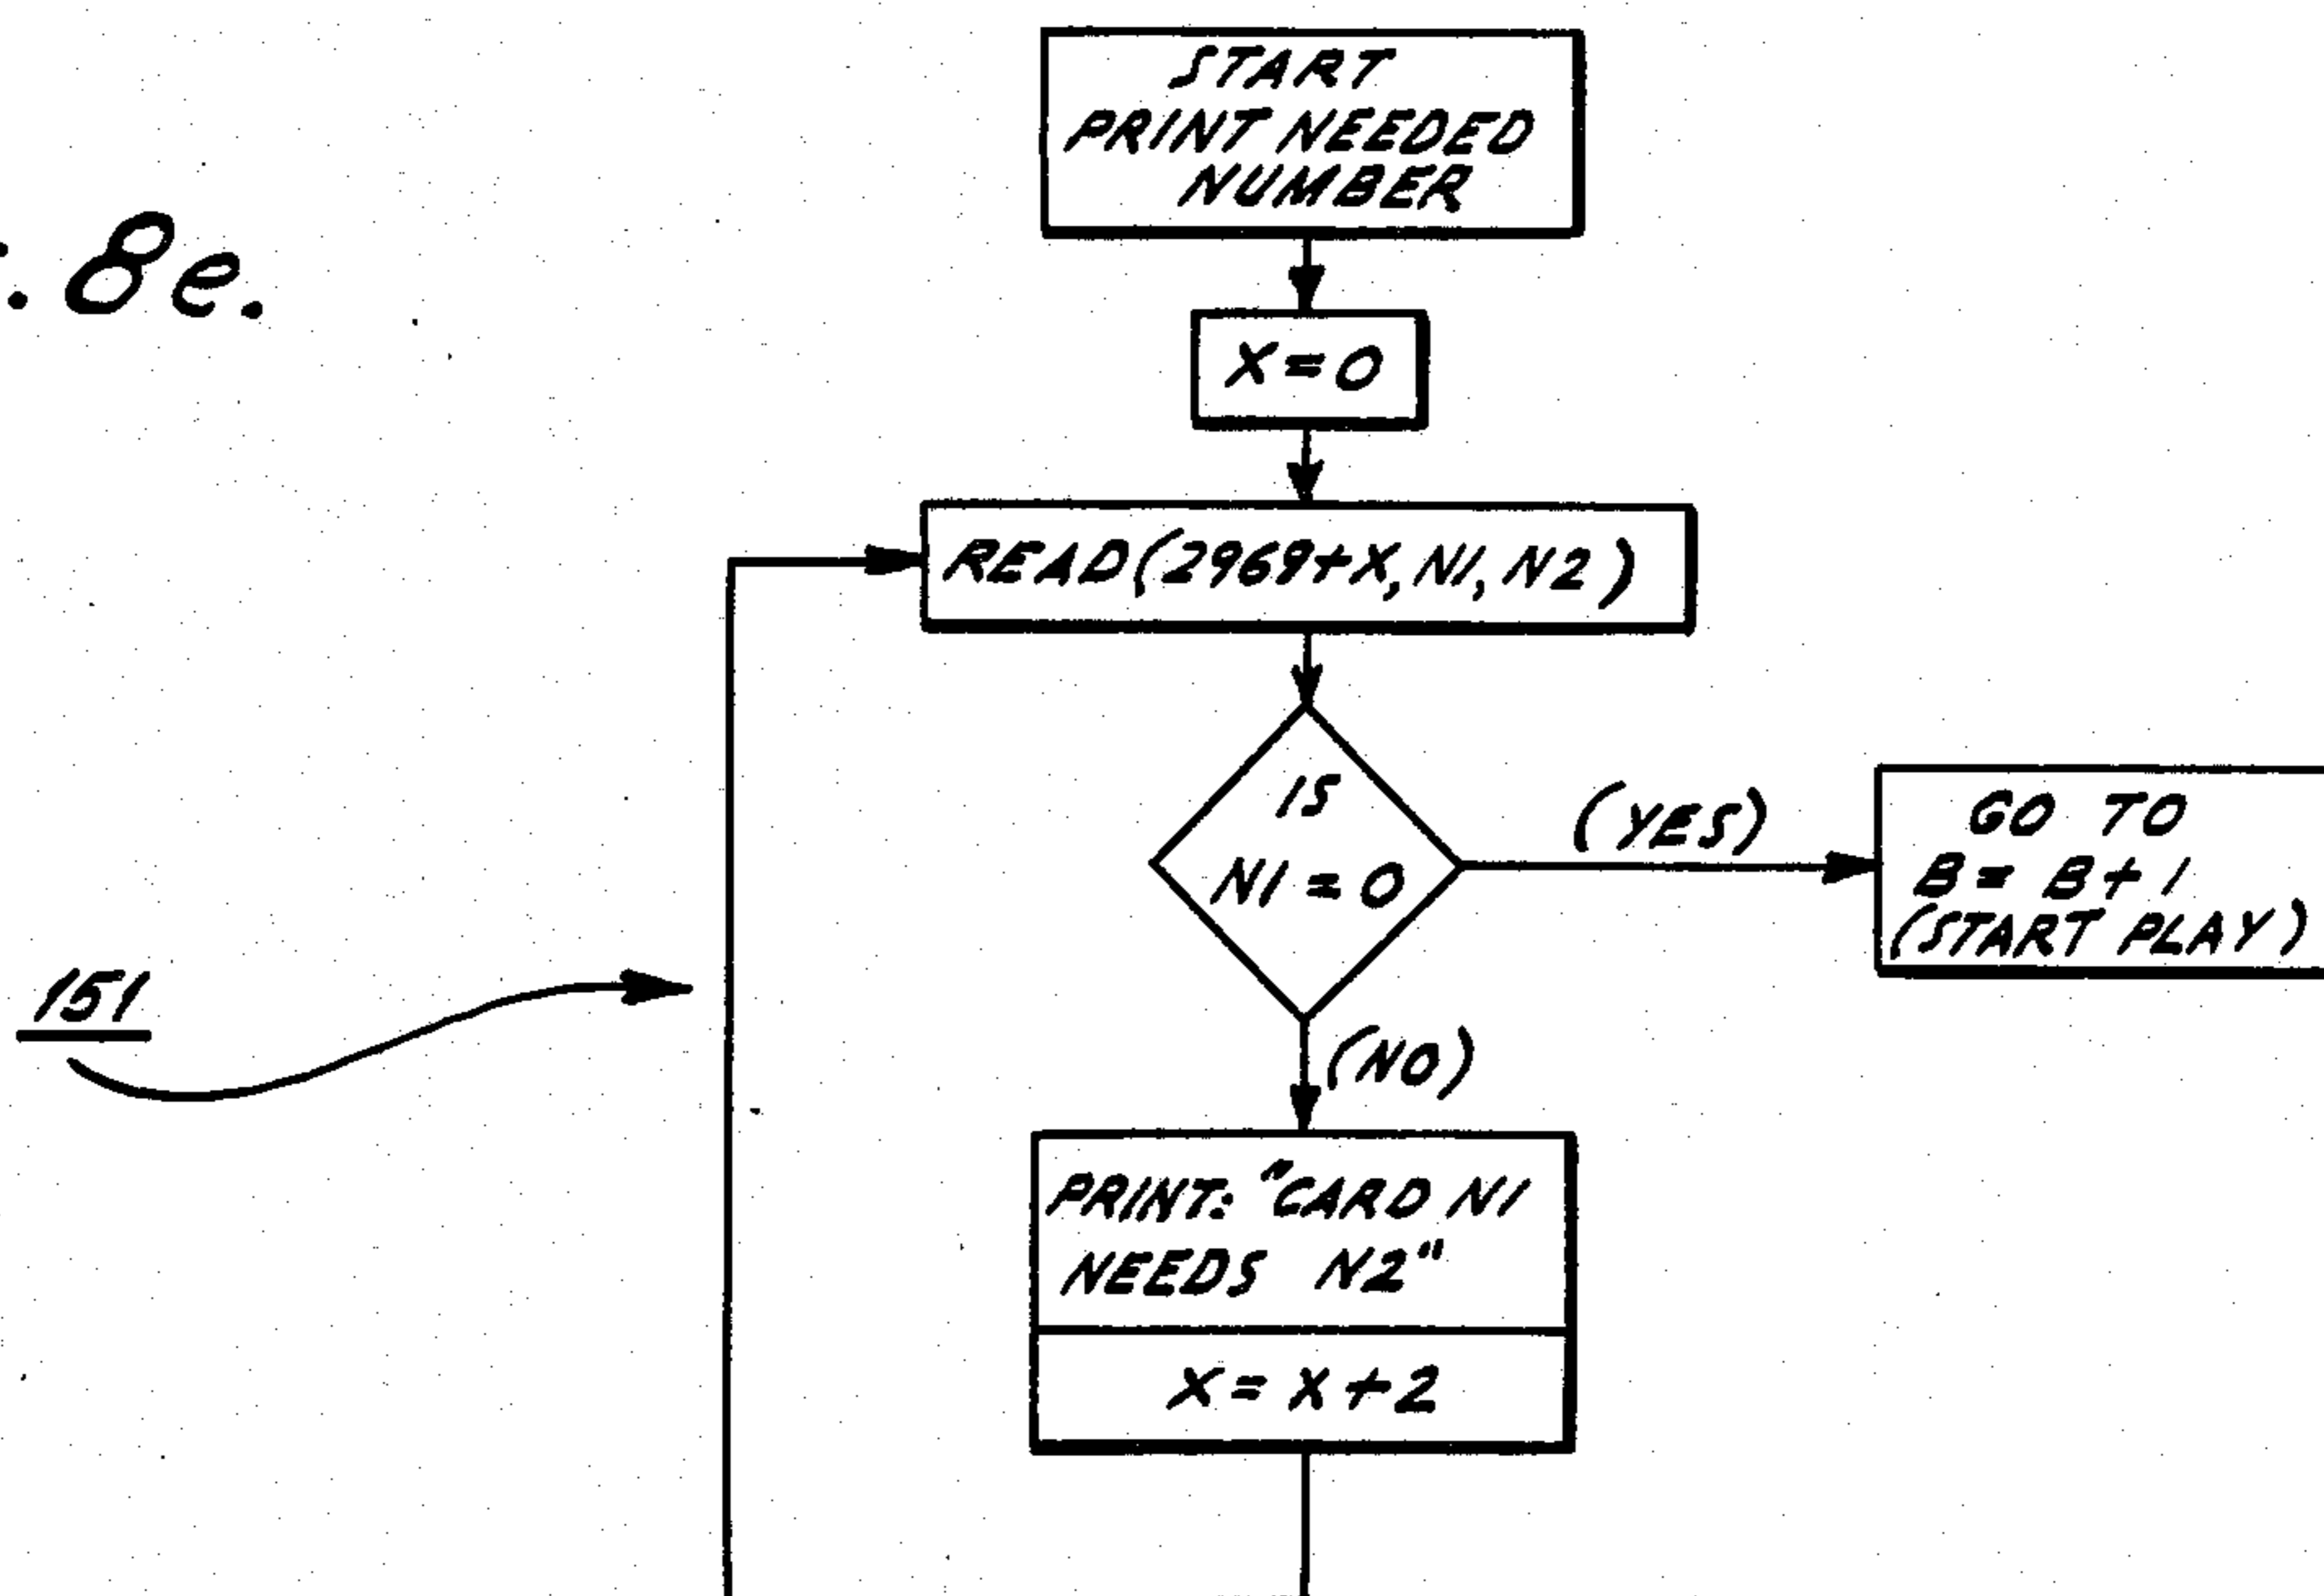 START
PRINT NEEDED
NUMBER
. 8e.
X=0
READ(2969+X, N1, N2)
IS
N1=0
(YES)
GO TO
B= B+1
(START PLAY)
151
(NO)
PRINT: "CARD N1
NEEDS N2"
X= X+2